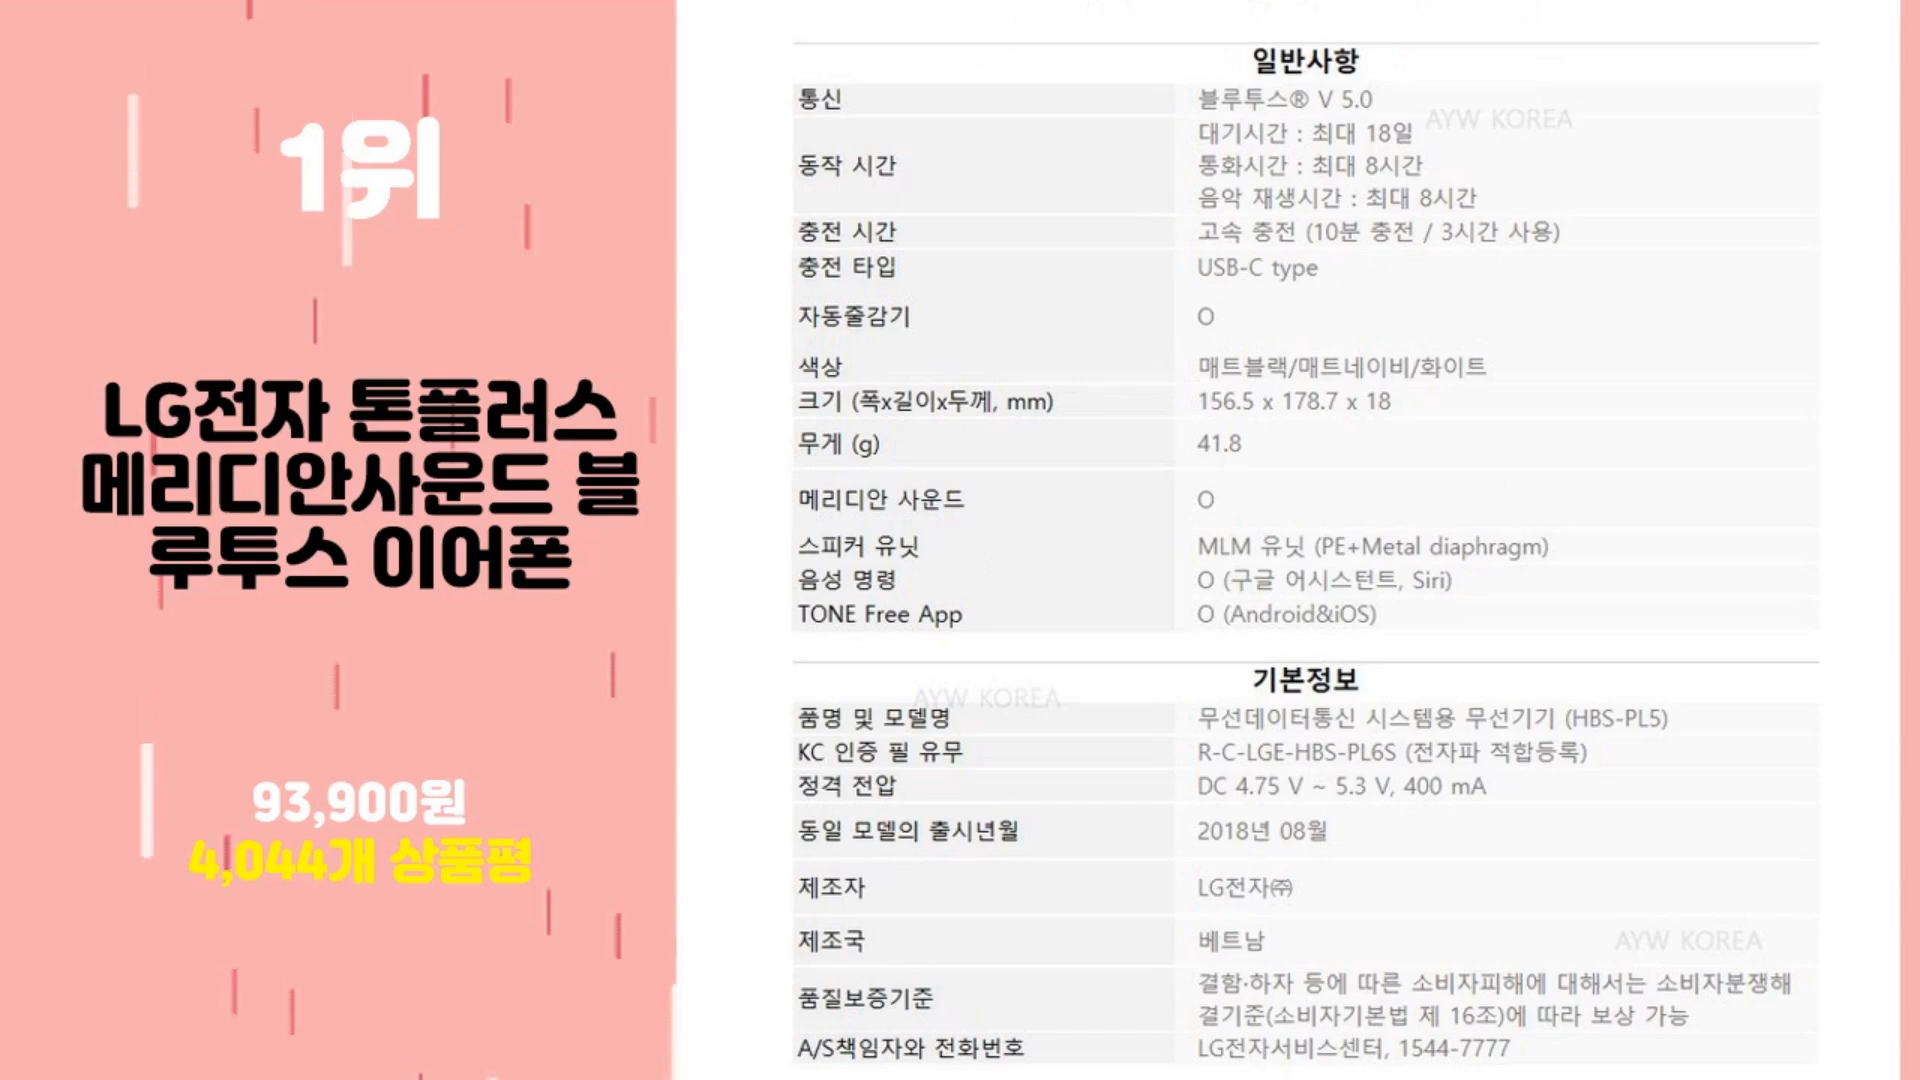 1위
LG전자 톤플러스
메리디안사운드 블
루투스 이어폰
93,900원
4,044개 상품평
일반사항
통신 블루투스® V 5.0
AYW KOREA
동작 시간
대기시간 : 최대 18일
통화시간 : 최대 8시간
음악 재생시간 : 최대 8시간
충전 시간 고속 충전 (10분 충전 / 3시간 사용)
충전 타입 USB-C type
자동줄감기 O
색상 매트블랙/매트네이비/화이트
크기 (폭x길이x두께, mm) 156.5 x 178.7 x 18
무게 (g) 41.8
메리디안 사운드 O
스피커 유닛 MLM 유닛 (PE+Metal diaphragm)
음성 명령 O (구글 어시스턴트, Siri)
TONE Free App O (Android&iOS)
기본정보
AYW KOREA
품명 및 모델명 무선데이터통신 시스템용 무선기기 (HBS-PL5)
KC 인증 필 유무 R-C-LGE-HBS-PL6S (전자파 적합등록)
정격 전압 DC 4.75 V ~ 5.3 V, 400 mA
동일 모델의 출시년월 2018년 08월
제조자 LG전자㈜
제조국 베트남
AYW KOREA
품질보증기준
결함·하자 등에 따른 소비자피해에 대해서는 소비자분쟁해
결기준(소비자기본법 제 16조)에 따라 보상 가능
A/S책임자와 전화번호 LG전자서비스센터, 1544-7777